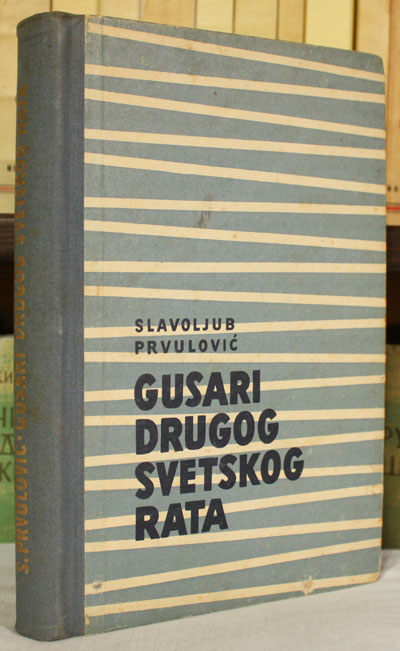 SLAVOLJUB
PRVULOVIĆ
GUSARI
DRUGOG
SVETSKOG
RATA
S. PRVULOVIĆ · GUSARI DRUGOG SVETSKOG RATA